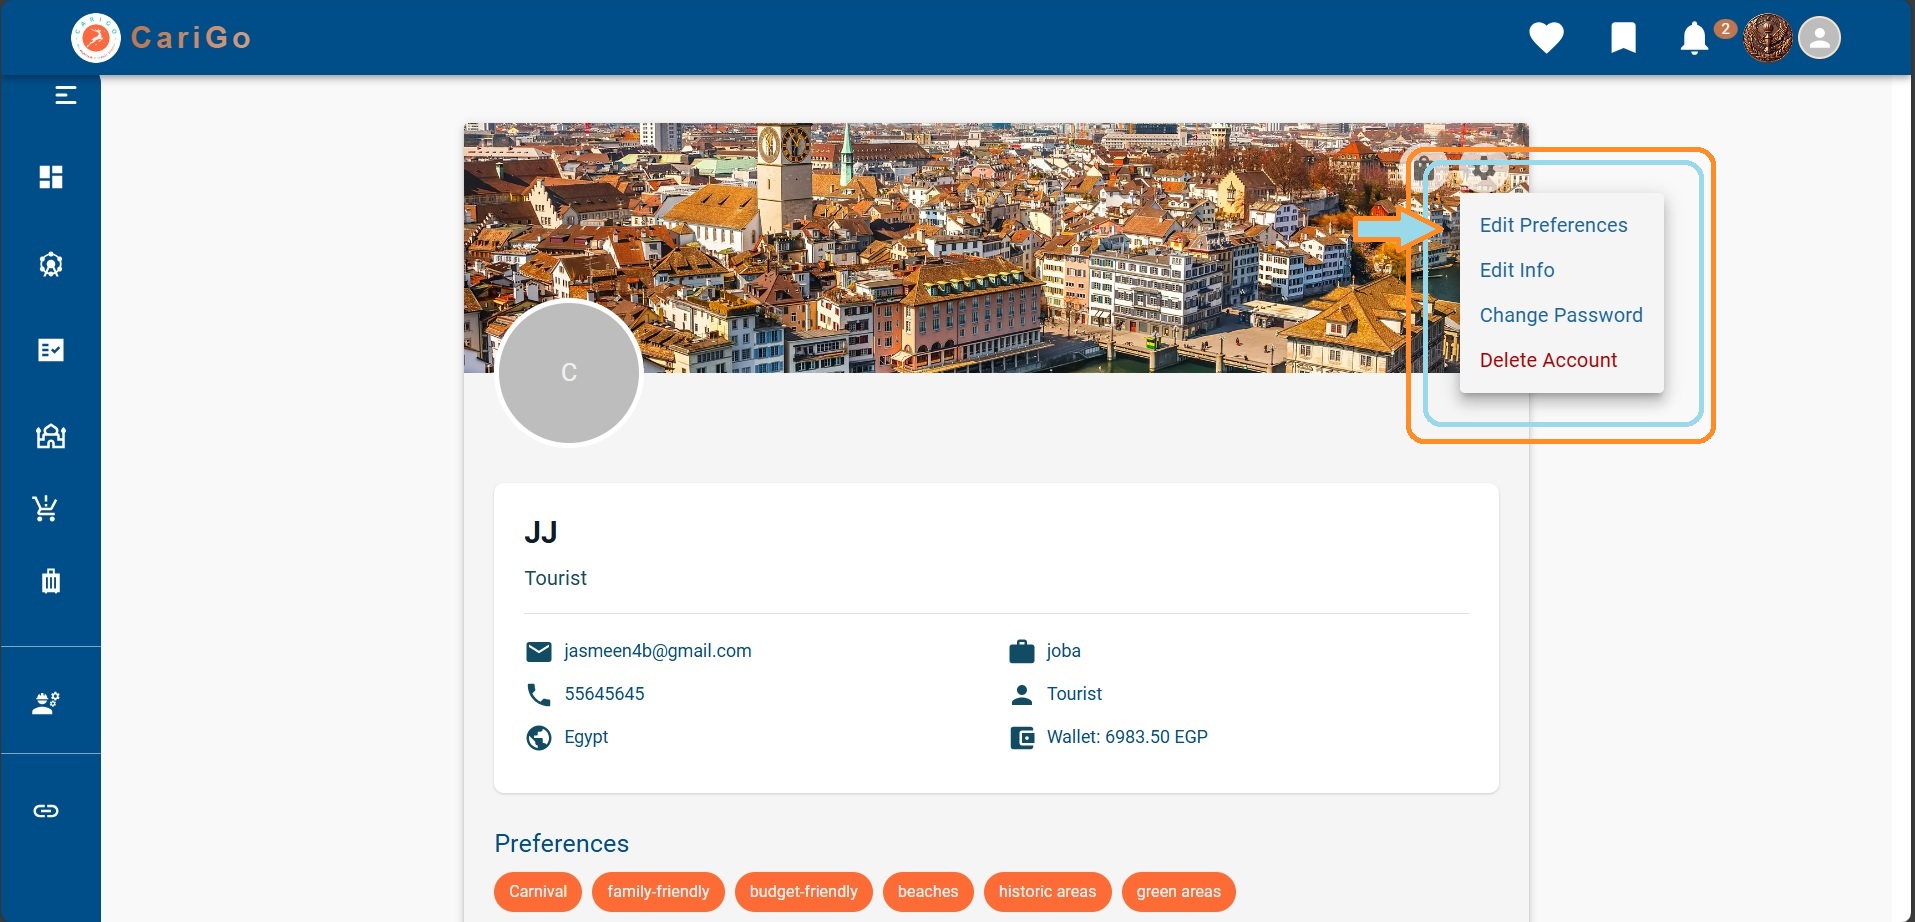 CariGo
2
Edit Preferences
Edit Info
Change Password
Delete Account
C
JJ
Tourist
jasmeen4b@gmail.com
joba
55645645
Tourist
Egypt
Wallet: 6983.50 EGP
Preferences
Carnival family-friendly budget-friendly beaches historic areas green areas